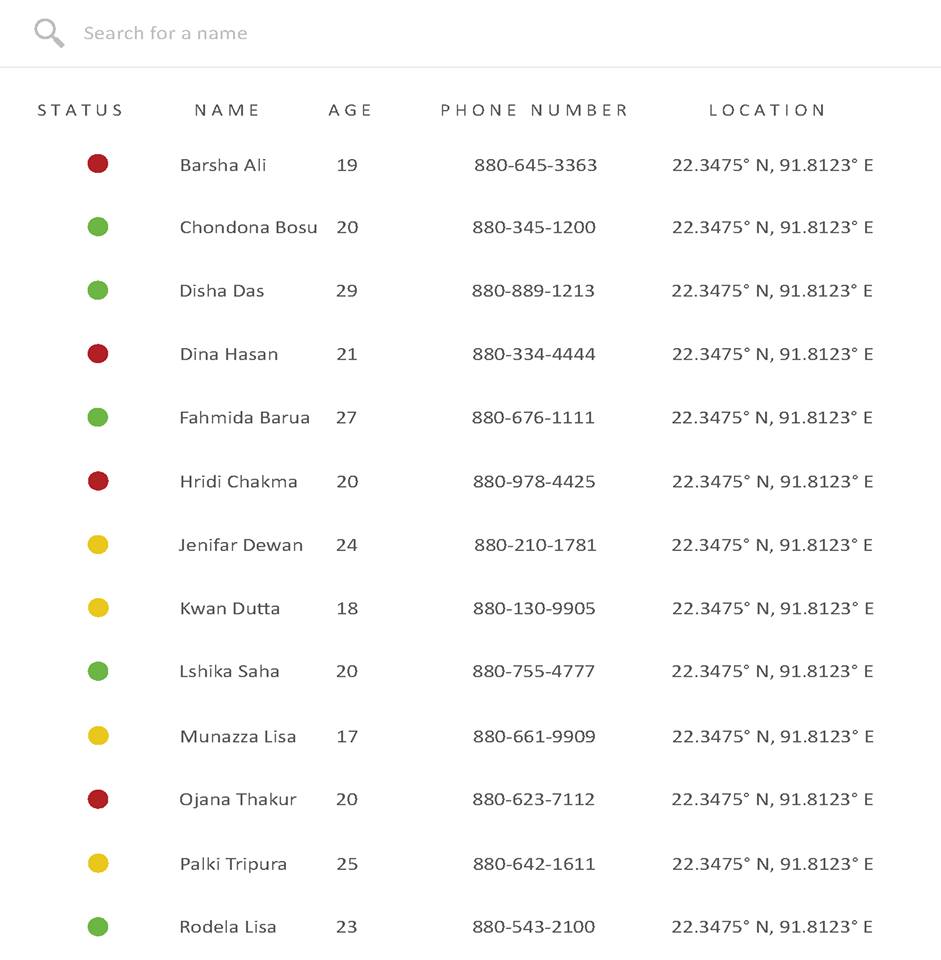 Search for a name
STATUS NAME AGE PHONE NUMBER LOCATION
Barsha Ali 19 880-645-3363 22.3475° N, 91.8123° E
Chondona Bosu 20 880-345-1200 22.3475° N, 91.8123° E
Disha Das 29 880-889-1213 22.3475° N, 91.8123° E
Dina Hasan 21 880-334-4444 22.3475° N, 91.8123° E
Fahmida Barua 27 880-676-1111 22.3475° N, 91.8123° E
Hridi Chakma 20 880-978-4425 22.3475° N, 91.8123° E
Jenifar Dewan 24 880-210-1781 22.3475° N, 91.8123° E
Kwan Dutta 18 880-130-9905 22.3475° N, 91.8123° E
Lshika Saha 20 880-755-4777 22.3475° N, 91.8123° E
Munazza Lisa 17 880-661-9909 22.3475° N, 91.8123° E
Ojana Thakur 20 880-623-7112 22.3475° N, 91.8123° E
Palki Tripura 25 880-642-1611 22.3475° N, 91.8123° E
Rodela Lisa 23 880-543-2100 22.3475° N, 91.8123° E